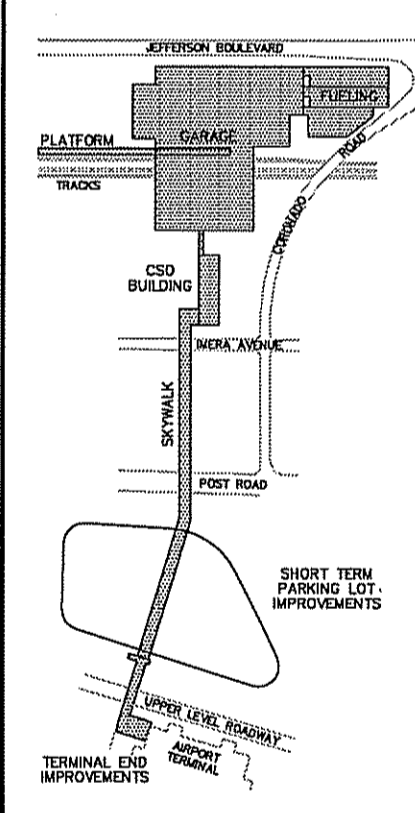 JEFFERSON BOULEVARD
FUELING
PLATFORM
GARAGE
ROAD
TRACKS
CORONADO
CSO
BUILDING
IMERA AVENUE
SKYWALK
POST ROAD
SHORT TERM
PARKING LOT
IMPROVEMENTS
UPPER LEVEL ROADWAY
AIRPORT
TERMINAL
TERMINAL END
IMPROVEMENTS